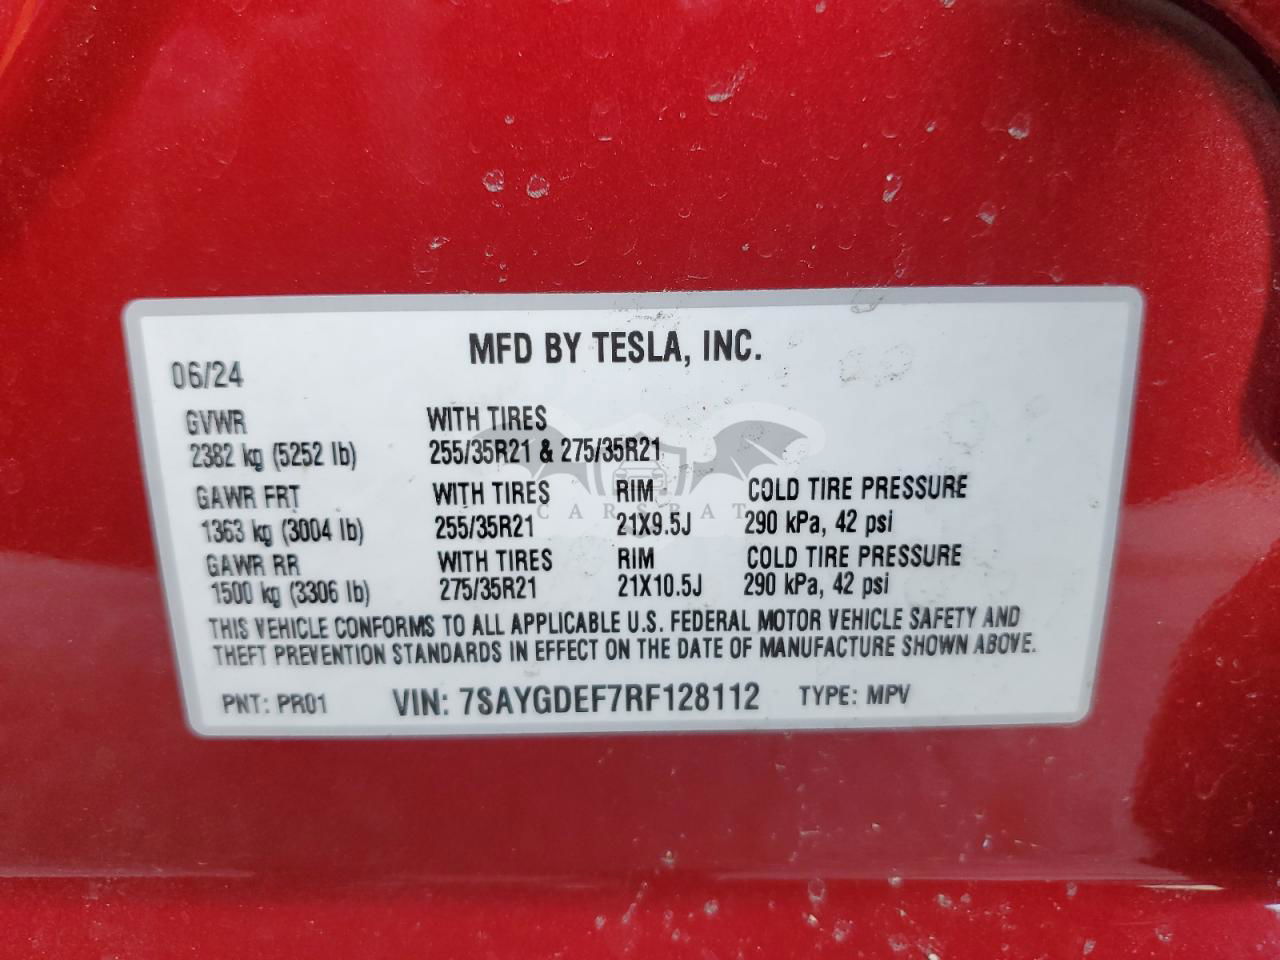 MFD BY TESLA, INC.
06/24
GVWR WITH TIRES
2382 kg (5252 lb) 255/35R21 & 275/35R21
GAWR FRT WITH TIRES RIM COLD TIRE PRESSURE
CARSBAT
1363 kg (3004 lb) 255/35R21 21X9.5J 290 kPa, 42 psi
GAWR RR WITH TIRES RIM COLD TIRE PRESSURE
1500 kg (3306 lb) 275/35R21 21X10.5J 290 kPa, 42 psi
THIS VEHICLE CONFORMS TO ALL APPLICABLE U.S. FEDERAL MOTOR VEHICLE SAFETY AND
THEFT PREVENTION STANDARDS IN EFFECT ON THE DATE OF MANUFACTURE SHOWN ABOVE.
PNT: PR01 VIN: 7SAYGDEF7RF128112 TYPE: MPV